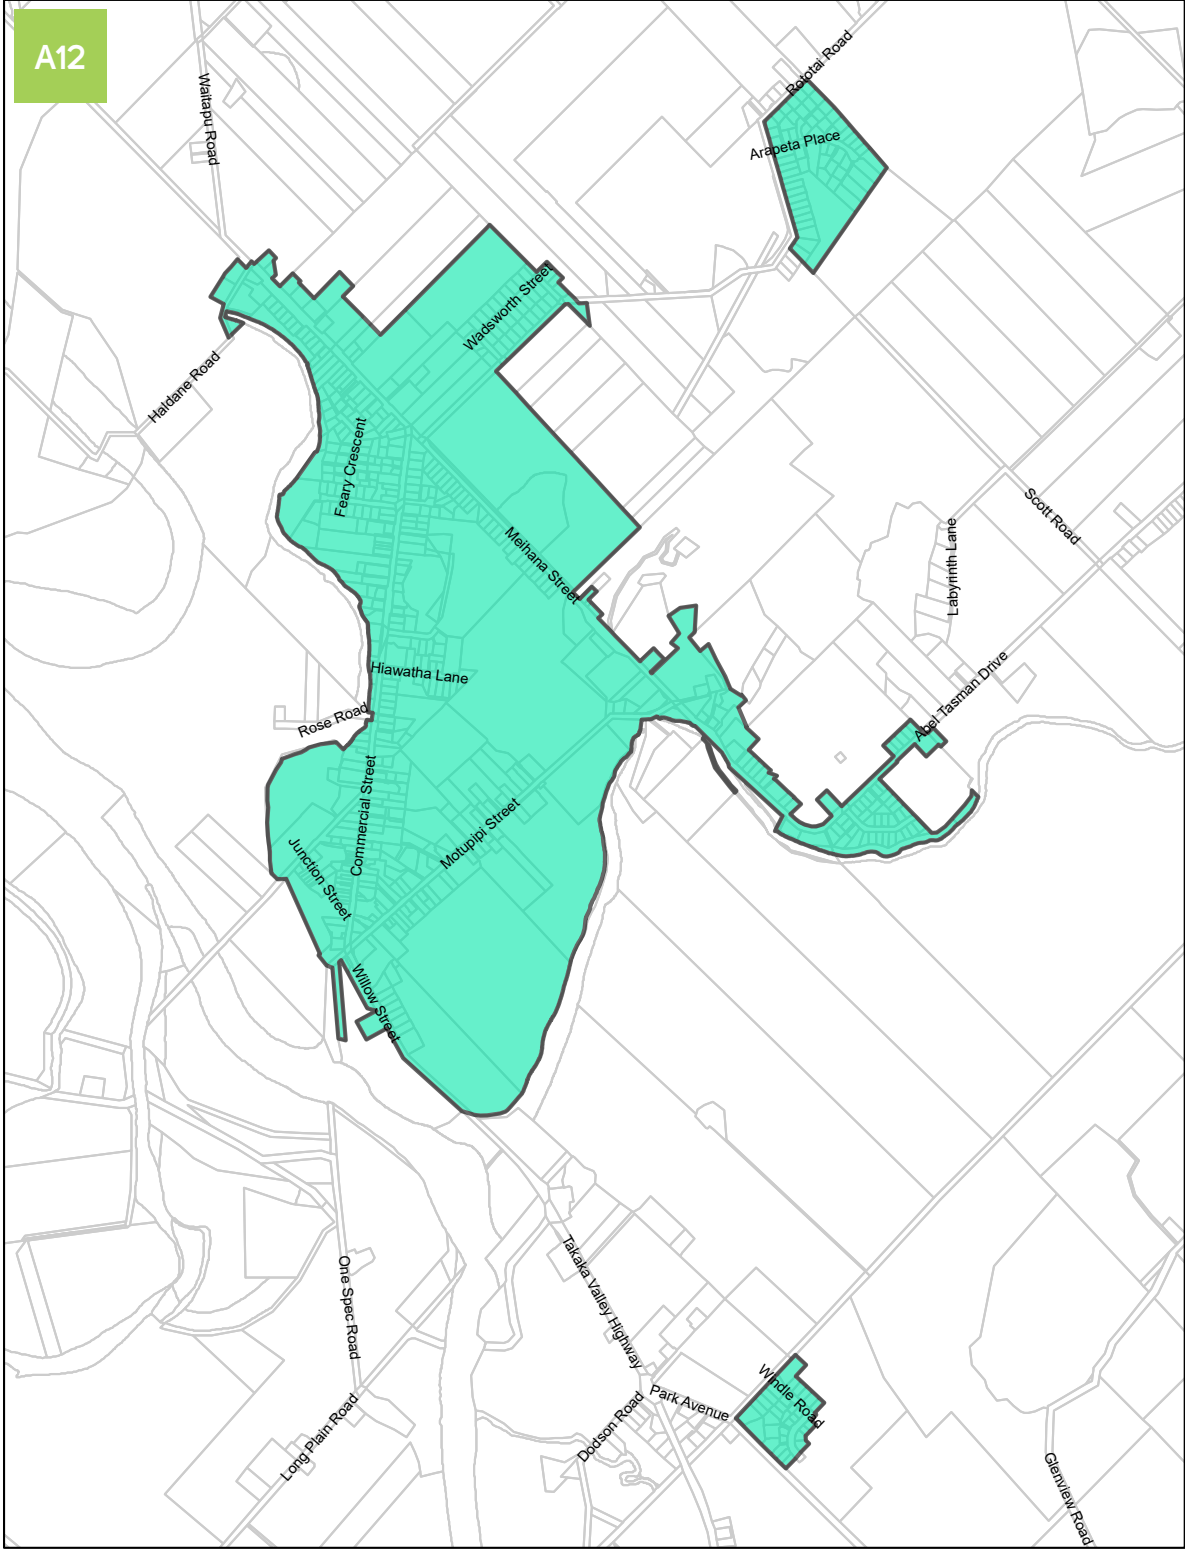 A12
Rototai Road
Waitapu Road
Arapeta Place
Wadsworth Street
Haldane Road
Feary Crescent
Meihana Street
Scott Road
Labyrinth Lane
Hiawatha Lane
Rose Road
Abel Tasman Drive
Commercial Street
Motupipi Street
Junction Street
Willow Street
Takaka Valley Highway
One Spec Road
Windle Road
Park Avenue
Dodson Road
Long Plain Road
Glenview Road